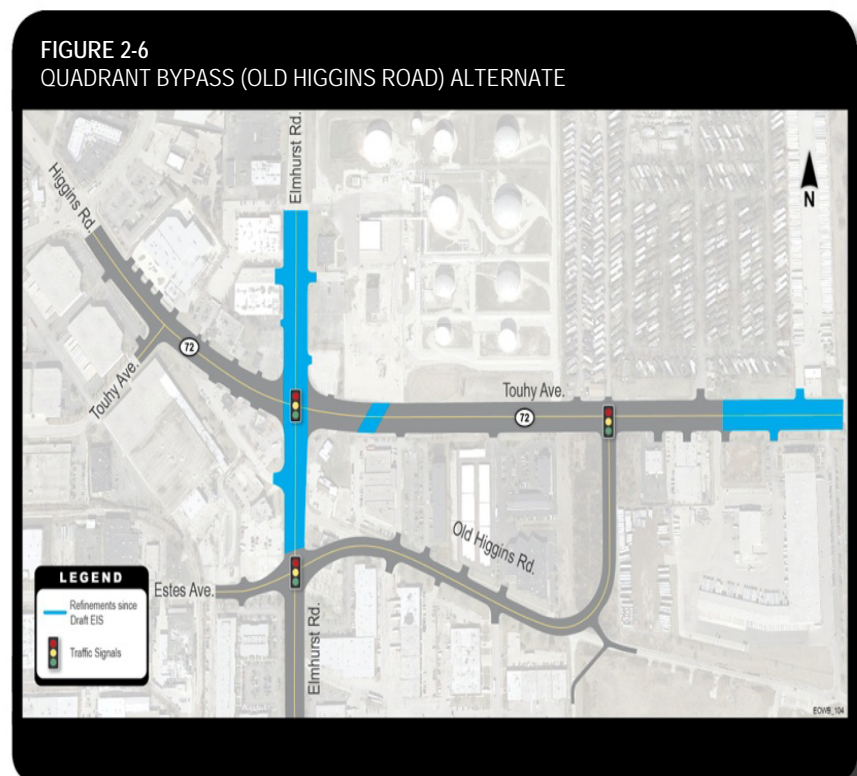 FIGURE 2-6
QUADRANT BYPASS (OLD HIGGINS ROAD) ALTERNATE
Higgins Rd.
Elmhurst Rd.
N
72
Touhy Ave.
Touhy Ave.
72
Old Higgins Rd.
Estes Ave.
Elmhurst Rd.
LEGEND
Refinements since
Draft EIS
Traffic Signals
EOWB_104